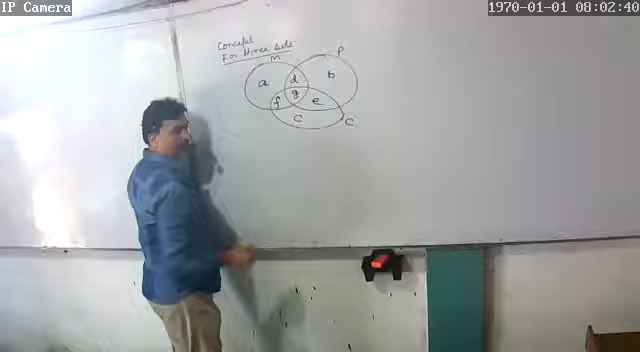 IP Camera
1970-01-01 08:02:40
Concept
For three sets
M
P
a
d
b
g
f
e
C
C